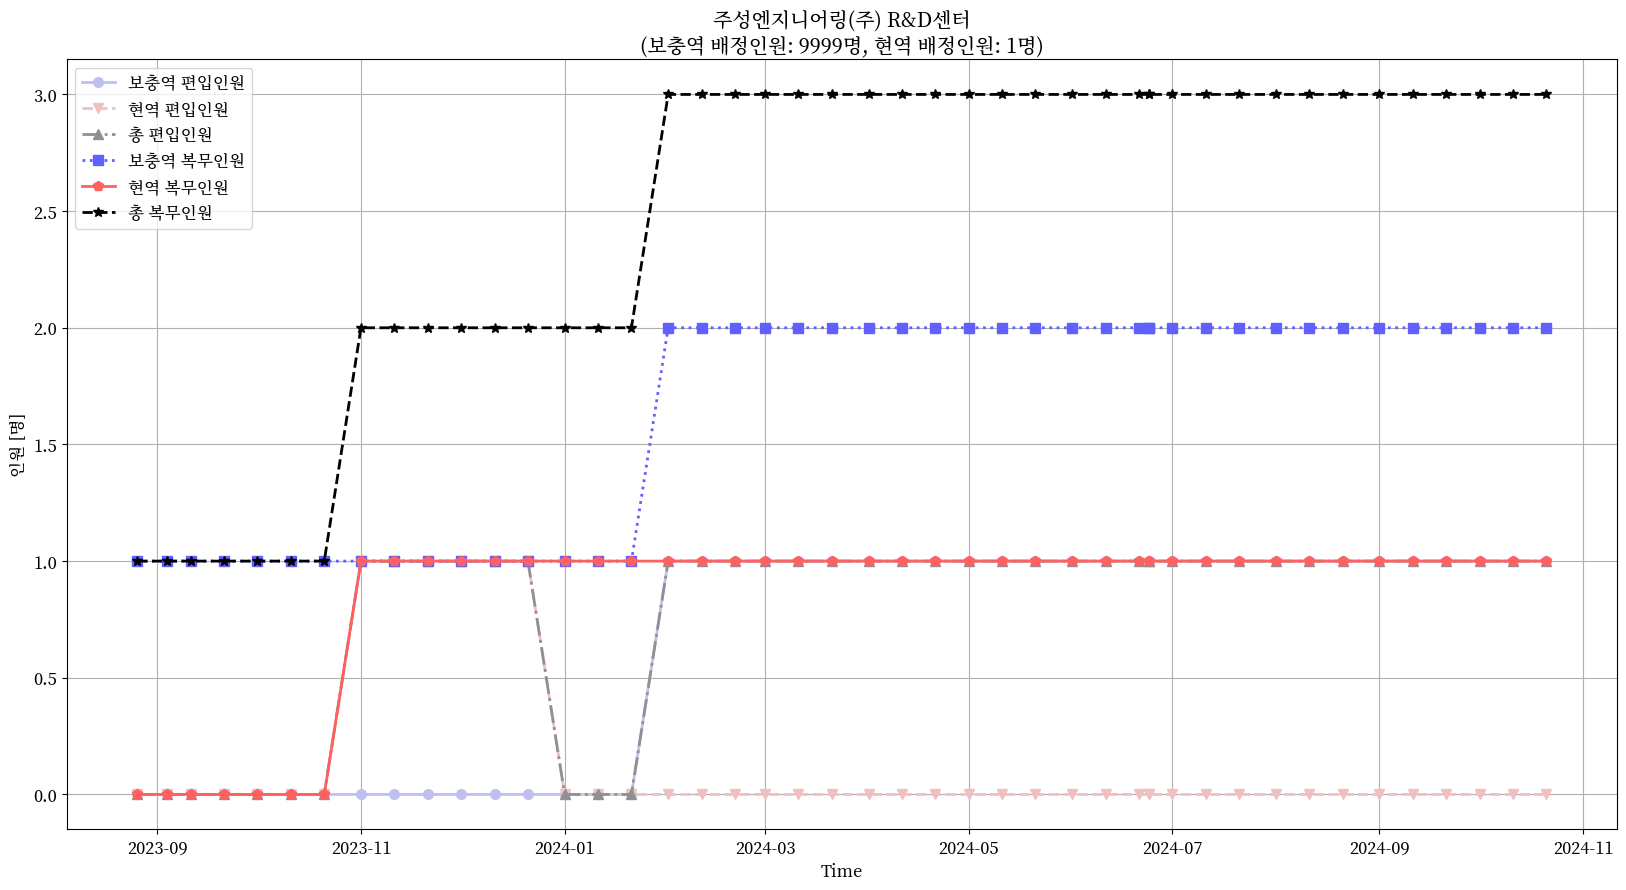 주성엔지니어링(주) R&D센터
(보충역 배정인원: 9999명, 현역 배정인원: 1명)
보충역 편입인원
현역 편입인원
총 편입인원
보충역 복무인원
현역 복무인원
총 복무인원
3.0
2.5
2.0
1.5
1.0
0.5
0.0
인원 [명]
2023-09
2023-11
2024-01
2024-03
2024-05
2024-07
2024-09
2024-11
Time